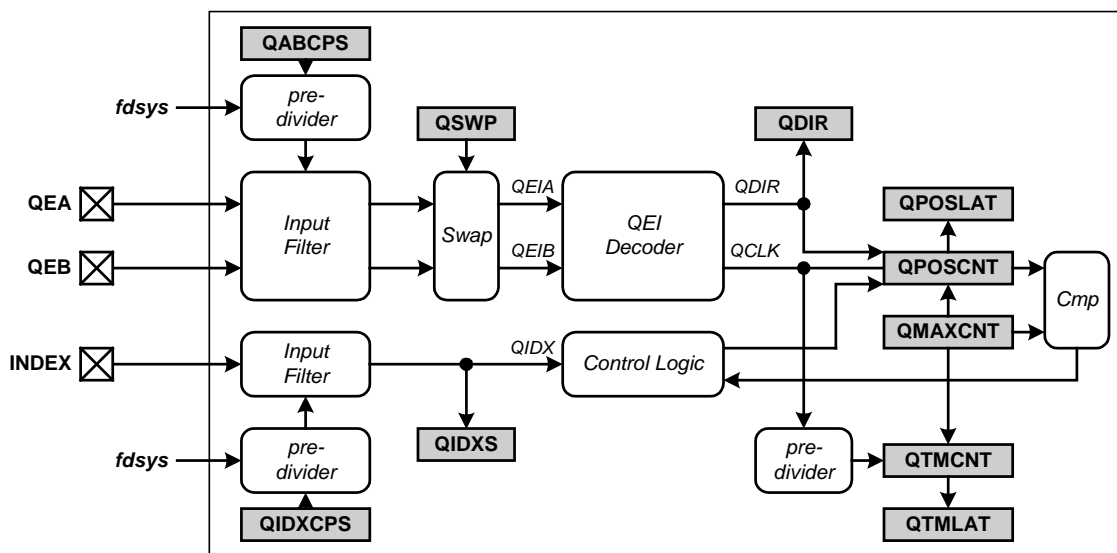 QABCPS
fdsys
pre-
divider
QSWP
QDIR
QEA
QEB
Input
Filter
Swap
QEIA
QEIB
QEI
Decoder
QDIR
QCLK
QPOSLAT
QPOSCNT
QMAXCNT
Cmp
INDEX
Input
Filter
QIDX
Control Logic
fdsys
pre-
divider
QIDXS
pre-
divider
QTMCNT
QIDXCPS
QTMLAT